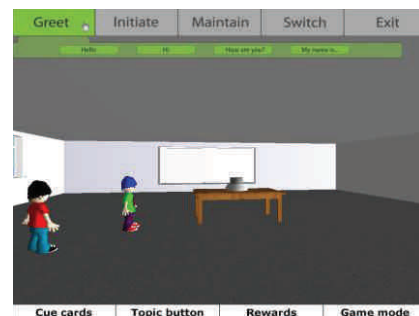 Greet Initiate Maintain Switch Exit
Hello Hi How are you? My name is...
Cue cards Topic button Rewards Game mode